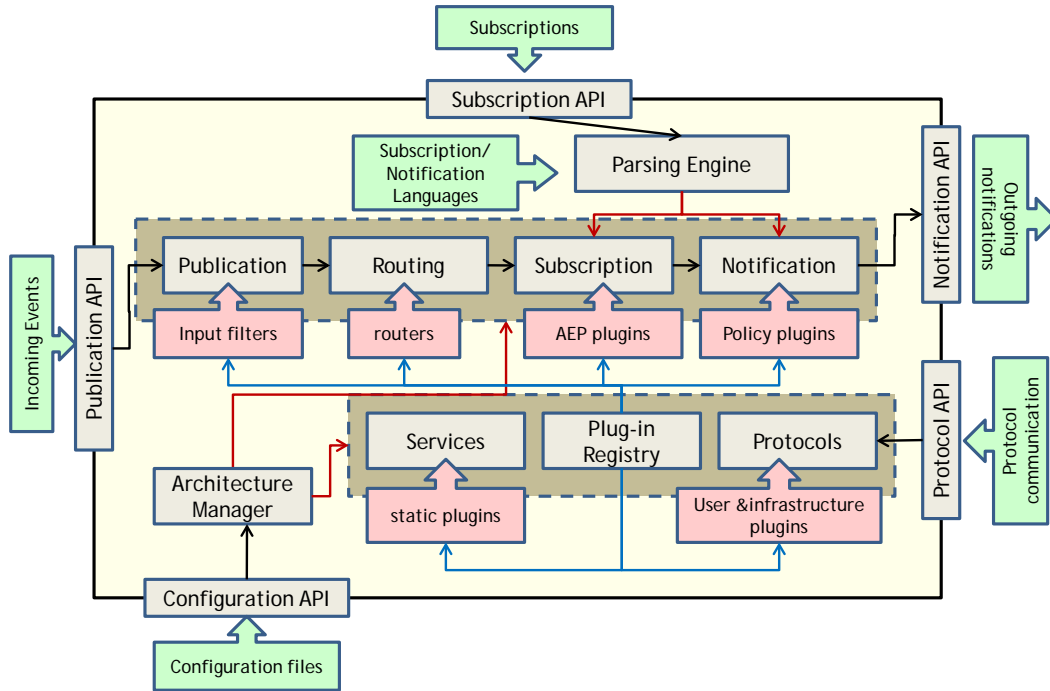 Subscriptions
Subscription API
Subscription/
Notification
Languages
Parsing Engine
Notification API
Outgoing
notifications
Incoming Events
Publication API
Publication
Routing
Subscription
Notification
Input filters
routers
AEP plugins
Policy plugins
Services
Plug-in
Registry
Protocols
Protocol API
Protocol
communication
Architecture
Manager
static plugins
User &infrastructure
plugins
Configuration API
Configuration files